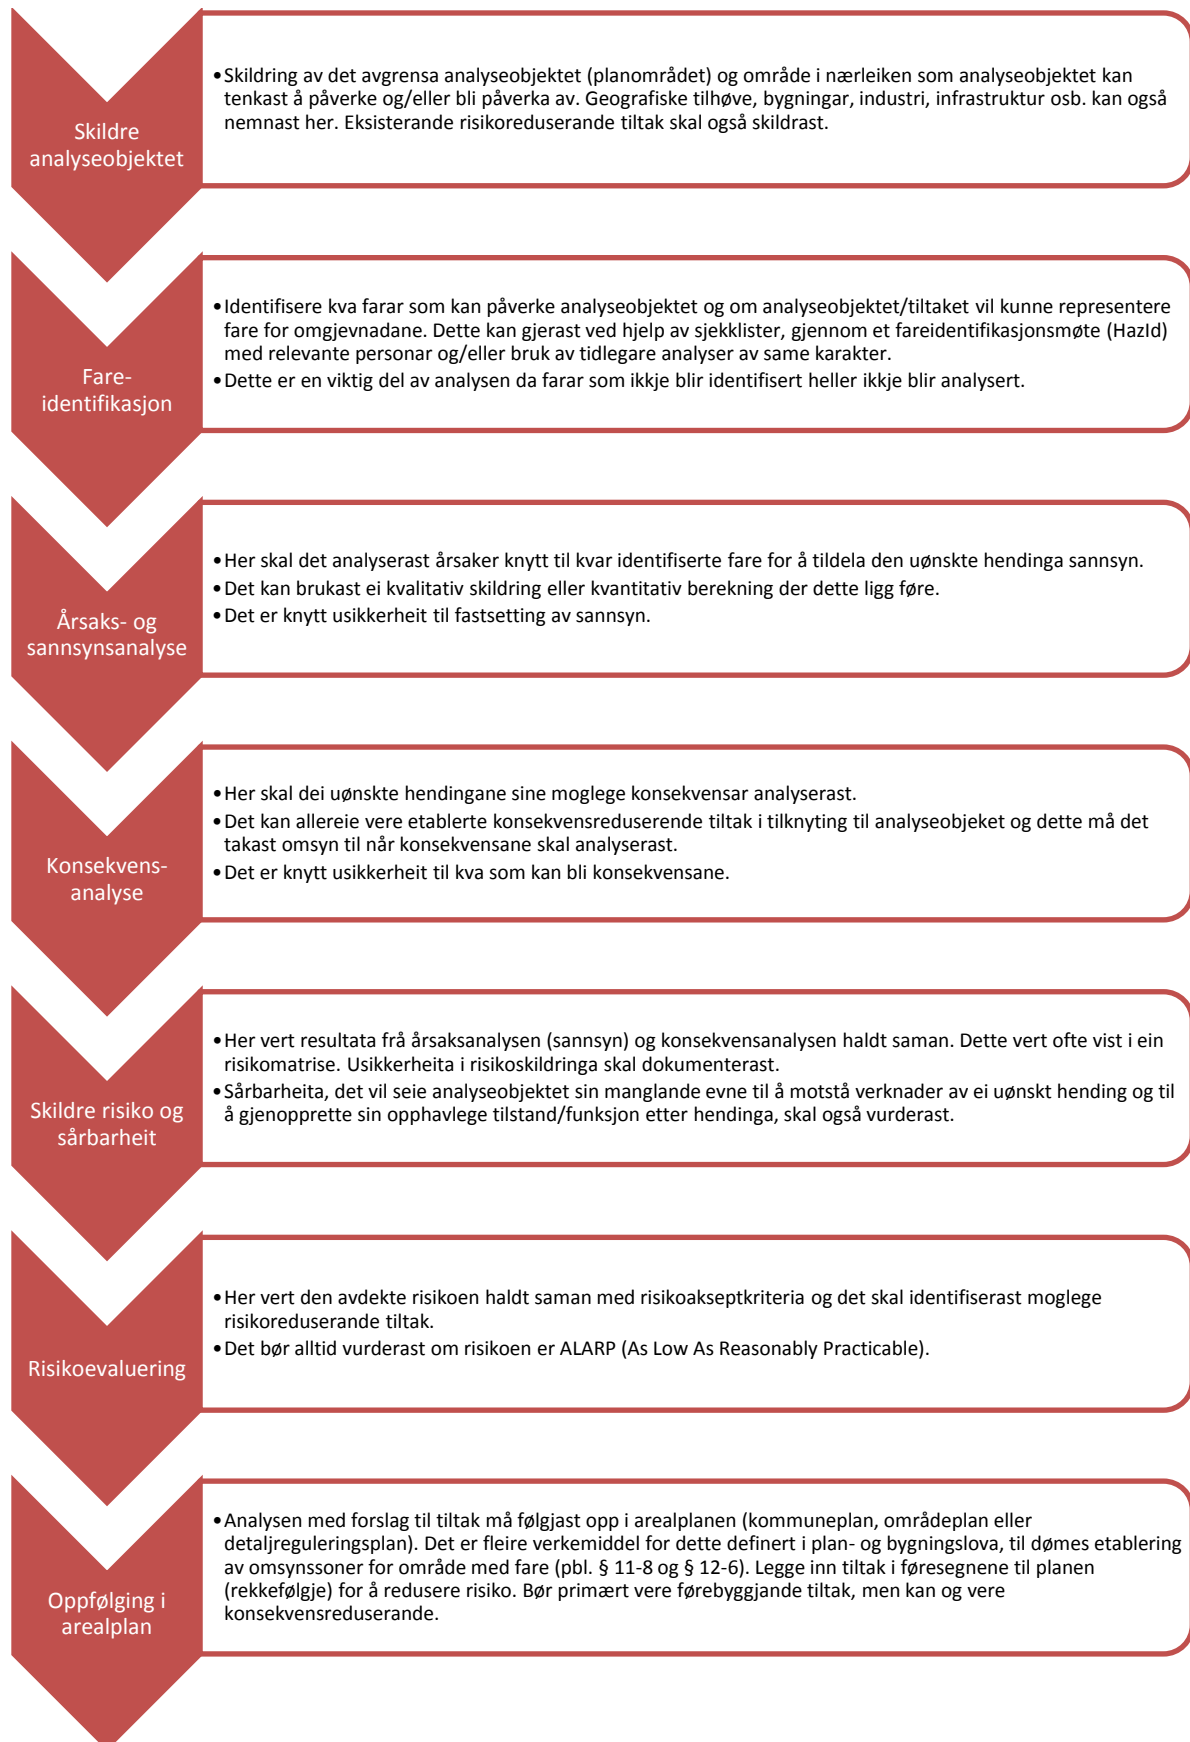 Skildre
analyseobjektet
•Skildring av det avgrensa analyseobjektet (planområdet) og område i nærleiken som analyseobjektet kan
tenkast å påverke og/eller bli påverka av. Geografiske tilhøve, bygningar, industri, infrastruktur osb. kan også
nemnast her. Eksisterande risikoreduserande tiltak skal også skildrast.
Fare-
identifikasjon
•Identifisere kva farar som kan påverke analyseobjektet og om analyseobjektet/tiltaket vil kunne representere
fare for omgjevnadane. Dette kan gjerast ved hjelp av sjekklister, gjennom et fareidentifikasjonsmøte (HazId)
med relevante personar og/eller bruk av tidlegare analyser av same karakter.
•Dette er en viktig del av analysen da farar som ikkje blir identifisert heller ikkje blir analysert.
Årsaks- og
sannsynsanalyse
•Her skal det analyserast årsaker knytt til kvar identifiserte fare for å tildela den uønskte hendinga sannsyn.
•Det kan brukast ei kvalitativ skildring eller kvantitativ berekning der dette ligg føre.
•Det er knytt usikkerheit til fastsetting av sannsyn.
Konsekvens-
analyse
•Her skal dei uønskte hendingane sine moglege konsekvensar analyserast.
•Det kan allereie vere etablerte konsekvensreduserande tiltak i tilknyting til analyseobjeket og dette må det
takast omsyn til når konsekvensane skal analyserast.
•Det er knytt usikkerheit til kva som kan bli konsekvensane.
Skildre risiko og
sårbarheit
•Her vert resultata frå årsaksanalysen (sannsyn) og konsekvensanalysen haldt saman. Dette vert ofte vist i ein
risikomatrise. Usikkerheita i risikoskildringa skal dokumenterast.
•Sårbarheita, det vil seie analyseobjektet sin manglande evne til å motstå verknader av ei uønskt hending og til
å gjenopprette sin opphavlege tilstand/funksjon etter hendinga, skal også vurderast.
Risikoevaluering
•Her vert den avdekte risikoen haldt saman med risikoakseptkriteria og det skal identifiserast moglege
risikoreduserande tiltak.
•Det bør alltid vurderast om risikoen er ALARP (As Low As Reasonably Practicable).
Oppfølging i
arealplan
•Analysen med forslag til tiltak må følgjast opp i arealplanen (kommuneplan, områdeplan eller
detaljreguleringsplan). Det er fleire verkemiddel for dette definert i plan- og bygningslova, til dømes etablering
av omsynssoner for område med fare (pbl. § 11-8 og § 12-6). Legge inn tiltak i føresegnene til planen
(rekkefølgje) for å redusere risiko. Bør primært vere førebyggjande tiltak, men kan og vere
konsekvensreduserande.